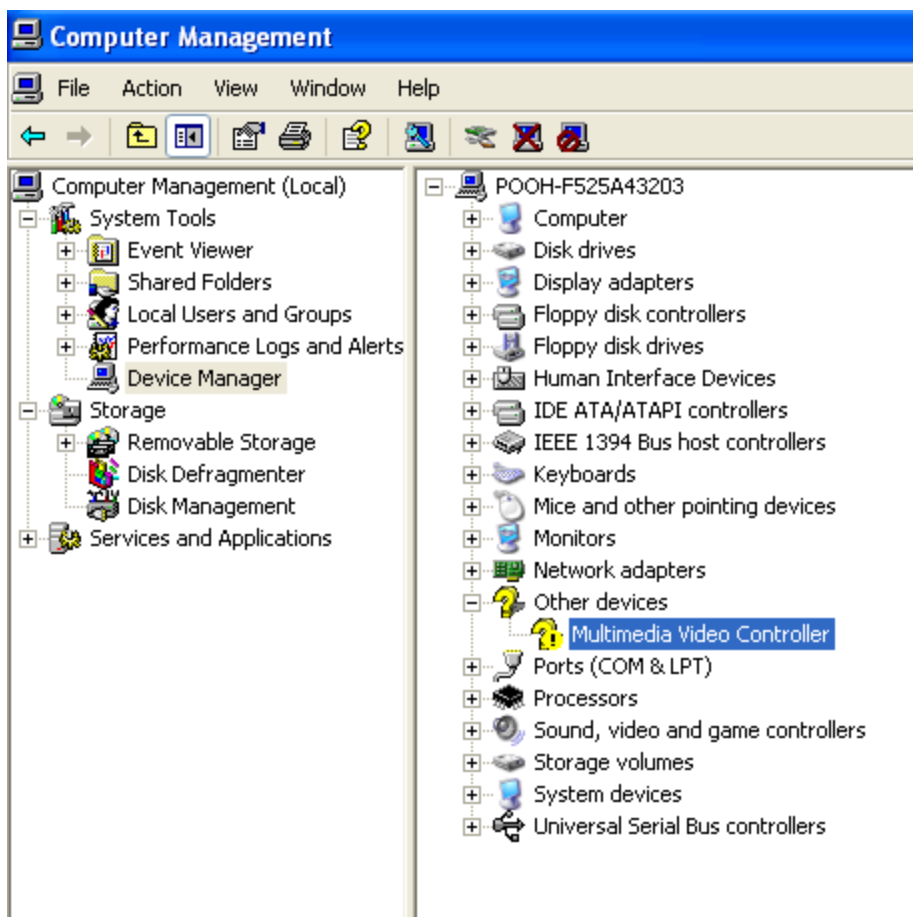 Computer Management
File Action View Window Help
Computer Management (Local)
System Tools
Event Viewer
Shared Folders
Local Users and Groups
Performance Logs and Alerts
Device Manager
Storage
Removable Storage
Disk Defragmenter
Disk Management
Services and Applications
POOH-F525A43203
Computer
Disk drives
Display adapters
Floppy disk controllers
Floppy disk drives
Human Interface Devices
IDE ATA/ATAPI controllers
IEEE 1394 Bus host controllers
Keyboards
Mice and other pointing devices
Monitors
Network adapters
Other devices
Multimedia Video Controller
Ports (COM & LPT)
Processors
Sound, video and game controllers
Storage volumes
System devices
Universal Serial Bus controllers